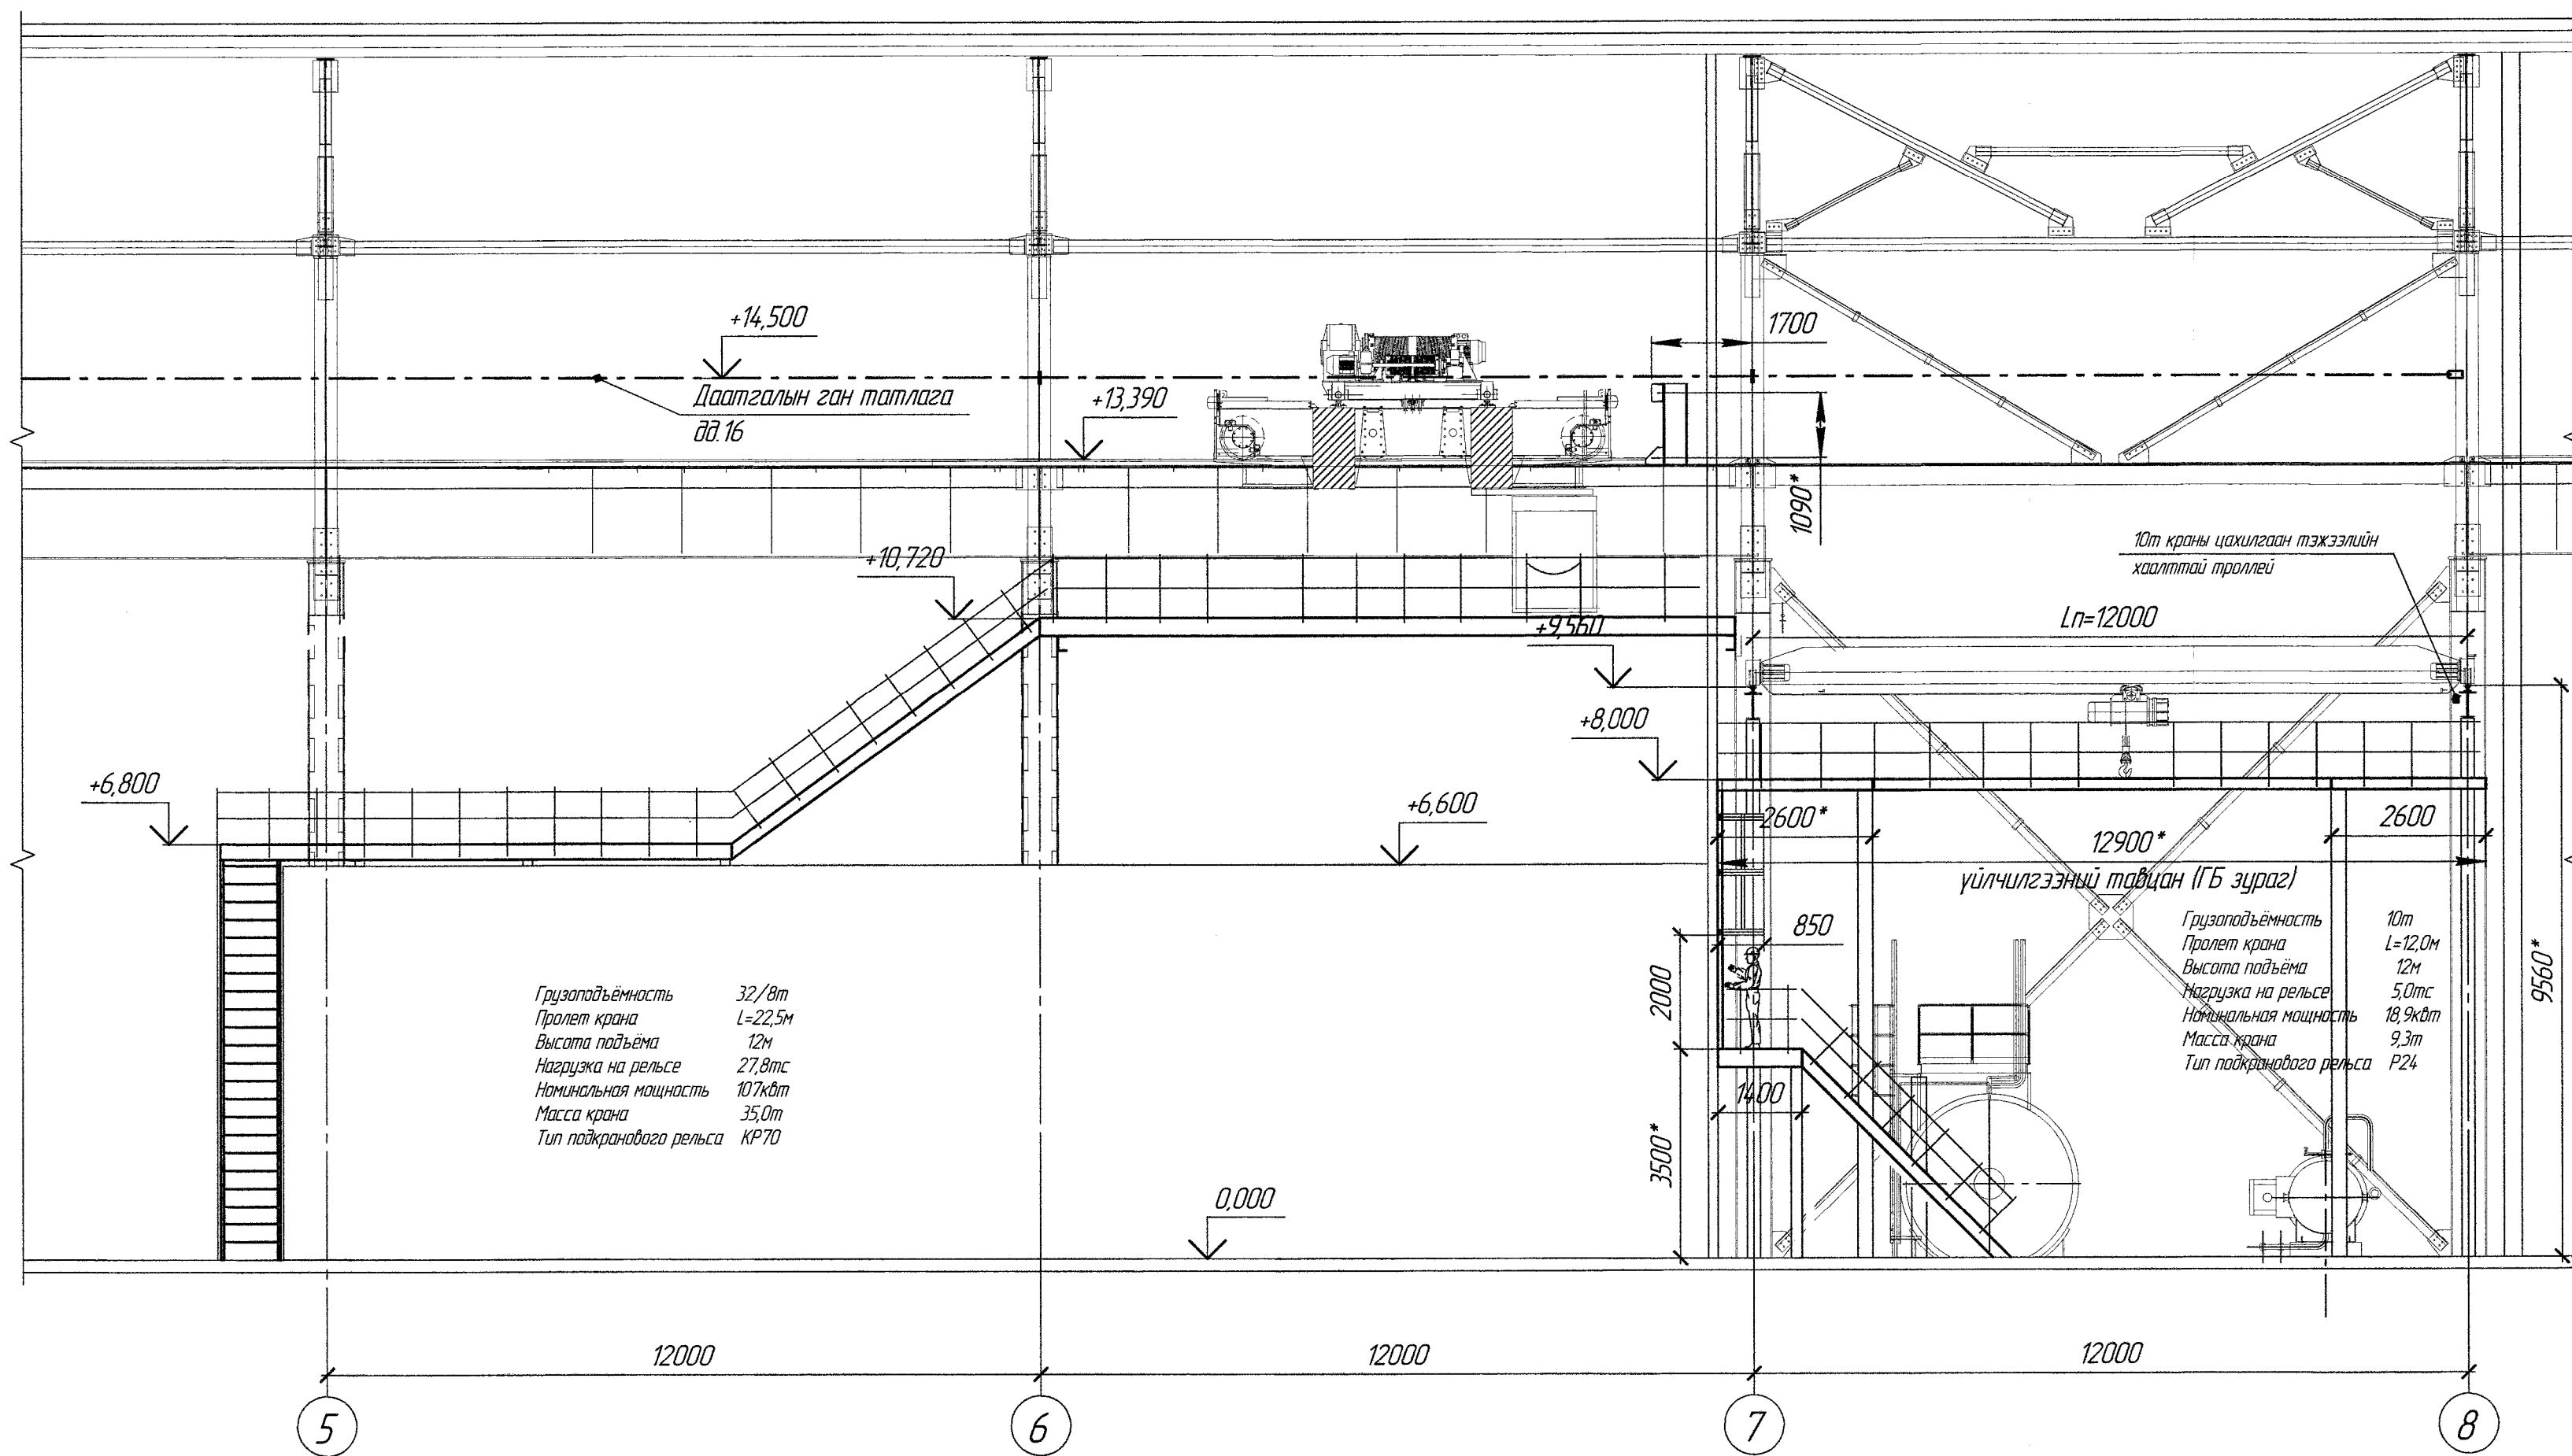 +14,500
1700
Даатгалын ган татлага
дд.16
+13,390
1090*
10т краны цахилгаан тэжээлийн
хаалттай троллей
+10,720
Lп=12000
+9,560
+8,000
+6,800
+6,600
2600*
2600
12900*
үйлчилгээний тавцан (ГБ зураг)
850
Грузоподъёмность 10т
Пролет крана L=12,0м
Высота подъёма 12м
Нагрузка на рельсе 5,0тс
Номинальная мощность 18,9квт
Масса крана 9,3т
Тип подкранового рельса Р24
9560*
2000
Грузоподъёмность 32/8т
Пролет крана L=22,5м
Высота подъёма 12м
Нагрузка на рельсе 27,8тс
Номинальная мощность 107квт
Масса крана 35,0т
Тип подкранового рельса КР70
1400
3500*
0,000
12000
12000
12000
5
6
7
8